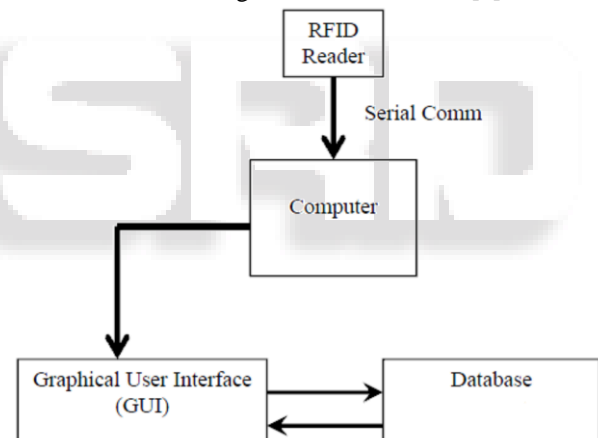 RFID
Reader
Serial Comm
Computer
Graphical User Interface
(GUI)
Database